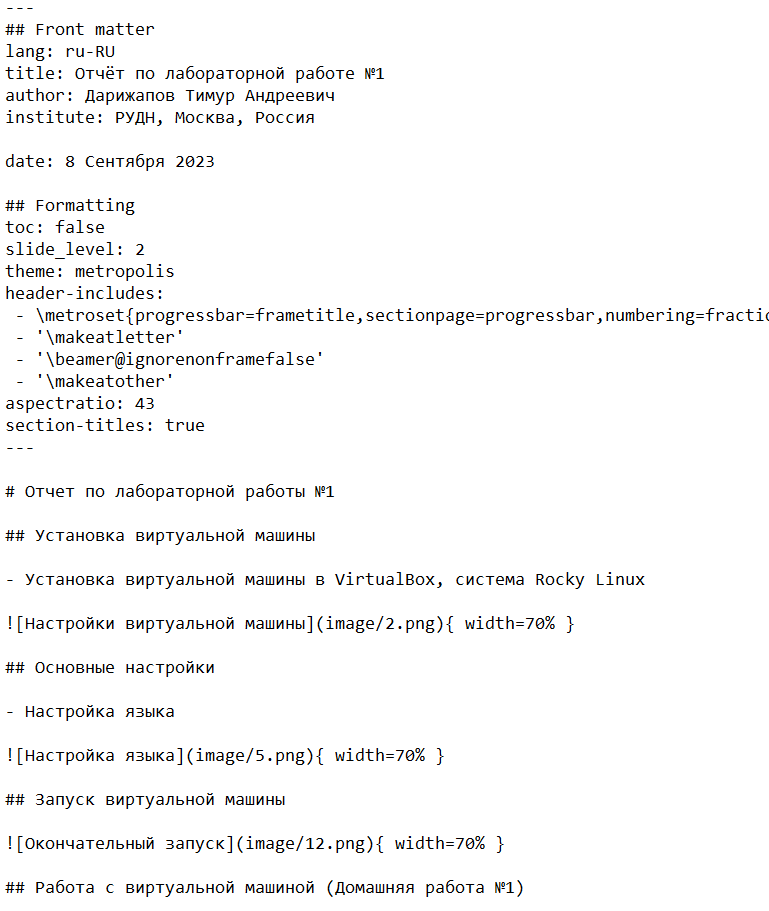 ---
## Front matter
lang: ru-RU
title: Отчёт по лабораторной работе №1
author: Дарижапов Тимур Андреевич
institute: РУДН, Москва, Россия
date: 8 Сентября 2023
## Formatting
toc: false
slide_level: 2
theme: metropolis
header-includes:
- \metroset{progressbar=frametitle,sectionpage=progressbar,numbering=fractio
- '\makeatletter'
- '\beamer@ignorenonframefalse'
- '\makeatother'
aspectratio: 43
section-titles: true
---
# Отчет по лабораторной работы №1
## Установка виртуальной машины
- Установка виртуальной машины в VirtualBox, система Rocky Linux
![Настройки виртуальной машины](image/2.png){ width=70% }
## Основные настройки
- Настройка языка
![Настройка языка](image/5.png){ width=70% }
## Запуск виртуальной машины
![Окончательный запуск](image/12.png){ width=70% }
## Работа с виртуальной машиной (Домашняя работа №1)